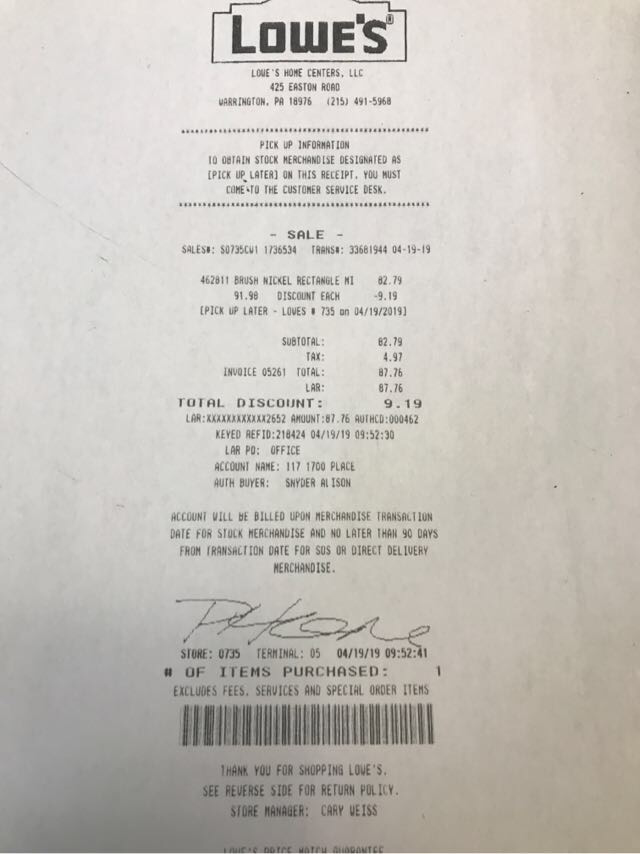 LOWE'S®
LOWE'S HOME CENTERS, LLC
425 EASTON ROAD
WARRINGTON, PA 18976 (215) 491-5968
PICK UP INFORMATION
TO OBTAIN STOCK MERCHANDISE DESIGNATED AS
[PICK UP LATER] ON THIS RECEIPT, YOU MUST
COME TO THE CUSTOMER SERVICE DESK.
- SALE -
SALES#: S0735CW1 1736534 TRANS#: 33681944 04-19-19
462811 BRUSH NICKEL RECTANGLE MI 82.79
91.98 DISCOUNT EACH -9.19
[PICK UP LATER - LOWES # 735 on 04/19/2019]
SUBTOTAL: 82.79
TAX: 4.97
INVOICE 05261 TOTAL: 87.76
LAR: 87.76
TOTAL DISCOUNT: 9.19
LAR:XXXXXXXXXXXX2652 AMOUNT:87.76 AUTHCD:000462
KEYED REFID:218424 04/19/19 09:52:30
LAR PO: OFFICE
ACCOUNT NAME: 117 1700 PLACE
AUTH BUYER: SNYDER ALISON
ACCOUNT WILL BE BILLED UPON MERCHANDISE TRANSACTION
DATE FOR STOCK MERCHANDISE AND NO LATER THAN 90 DAYS
FROM TRANSACTION DATE FOR SOS OR DIRECT DELIVERY
MERCHANDISE.
STORE: 0735 TERMINAL: 05 04/19/19 09:52:41
# OF ITEMS PURCHASED: 1
EXCLUDES FEES, SERVICES AND SPECIAL ORDER ITEMS
THANK YOU FOR SHOPPING LOWE'S.
SEE REVERSE SIDE FOR RETURN POLICY.
STORE MANAGER: CARY WEISS
LOWE'S PRICE MATCH GUARANTEE